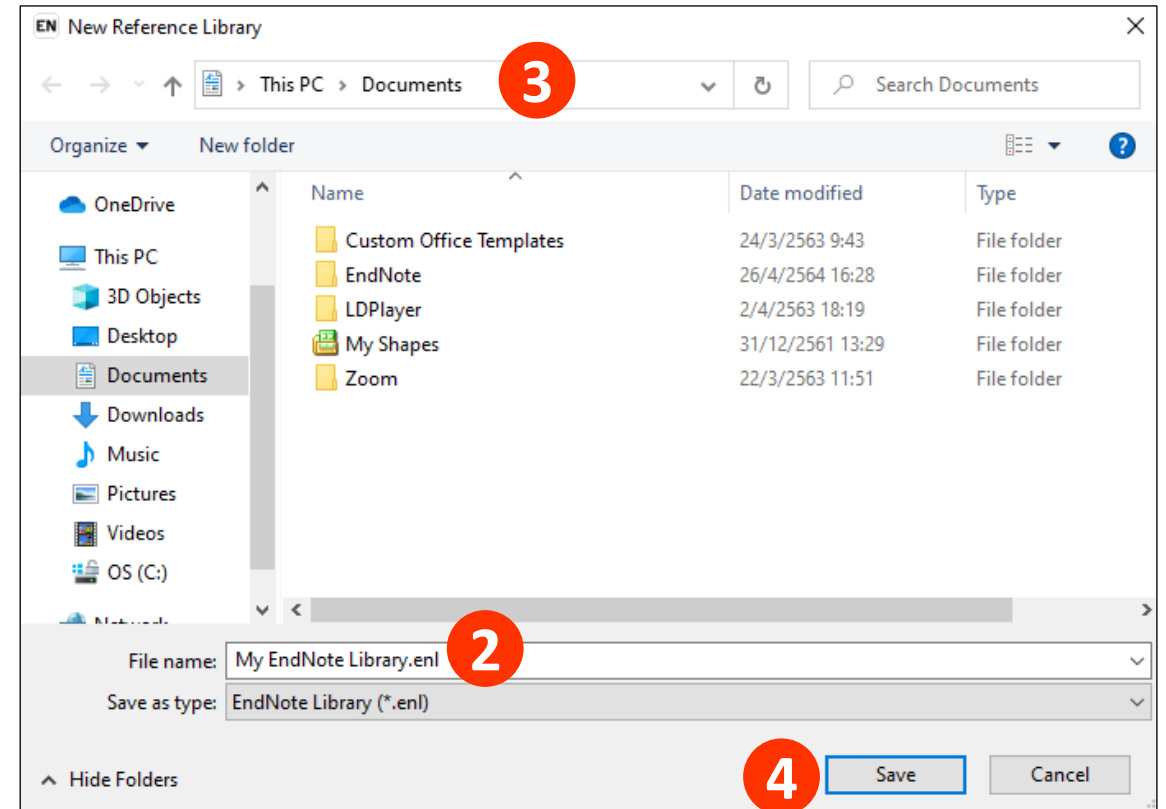 EN New Reference Library
This PC > Documents
3
Search Documents
Organize
New folder
?
OneDrive
This PC
3D Objects
Desktop
Documents
Downloads
Music
Pictures
Videos
OS (C:)
Network
Name Date modified Type
Custom Office Templates 24/3/2563 9:43 File folder
EndNote 26/4/2564 16:28 File folder
LDPlayer 2/4/2563 18:19 File folder
My Shapes 31/12/2561 13:29 File folder
Zoom 22/3/2563 11:51 File folder
File name: My EndNote Library.enl
2
Save as type: EndNote Library (*.enl)
Hide Folders
4
Save
Cancel